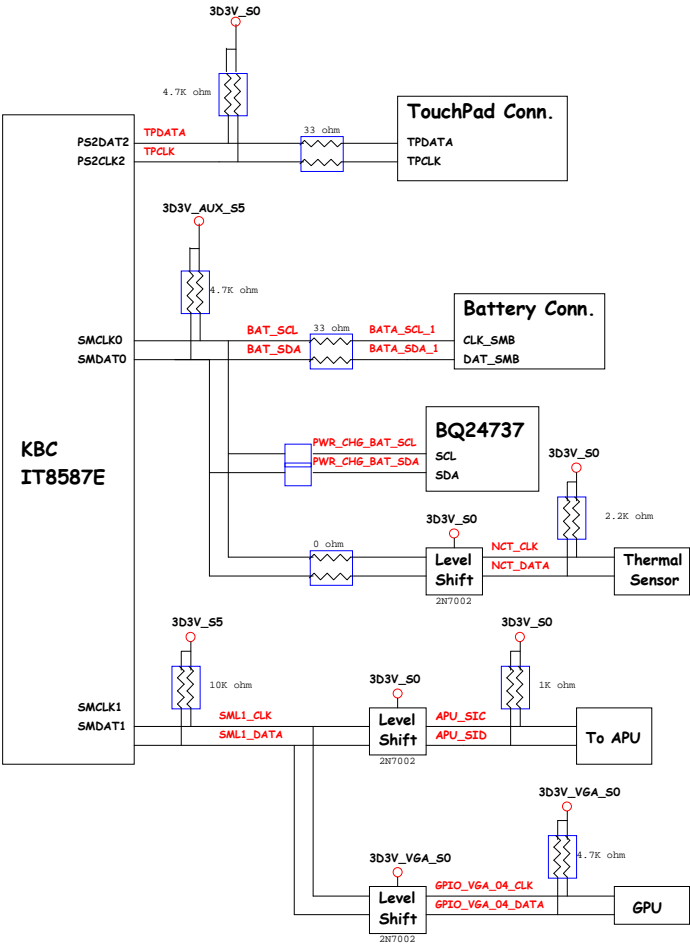 3D3V_S0
4.7K ohm
TouchPad Conn.
PS2DAT2 TPDATA 33 ohm TPDATA
PS2CLK2 TPCLK TPCLK
3D3V_AUX_S5
4.7K ohm
Battery Conn.
SMCLK0 BAT_SCL 33 ohm BATA_SCL_1 CLK_SMB
SMDAT0 BAT_SDA BATA_SDA_1 DAT_SMB
KBC
IT8587E
BQ24737
PWR_CHG_BAT_SCL SCL
PWR_CHG_BAT_SDA SDA
3D3V_S0
2.2K ohm
3D3V_S0
0 ohm Level NCT_CLK Thermal
Shift NCT_DATA Sensor
2N7002
3D3V_S5
3D3V_S0
10K ohm
3D3V_S0
1K ohm
SMCLK1 SML1_CLK Level APU_SIC
SMDAT1 SML1_DATA Shift APU_SID To APU
2N7002
3D3V_VGA_S0
3D3V_VGA_S0
4.7K ohm
Level GPIO_VGA_04_CLK
Shift GPIO_VGA_04_DATA GPU
2N7002